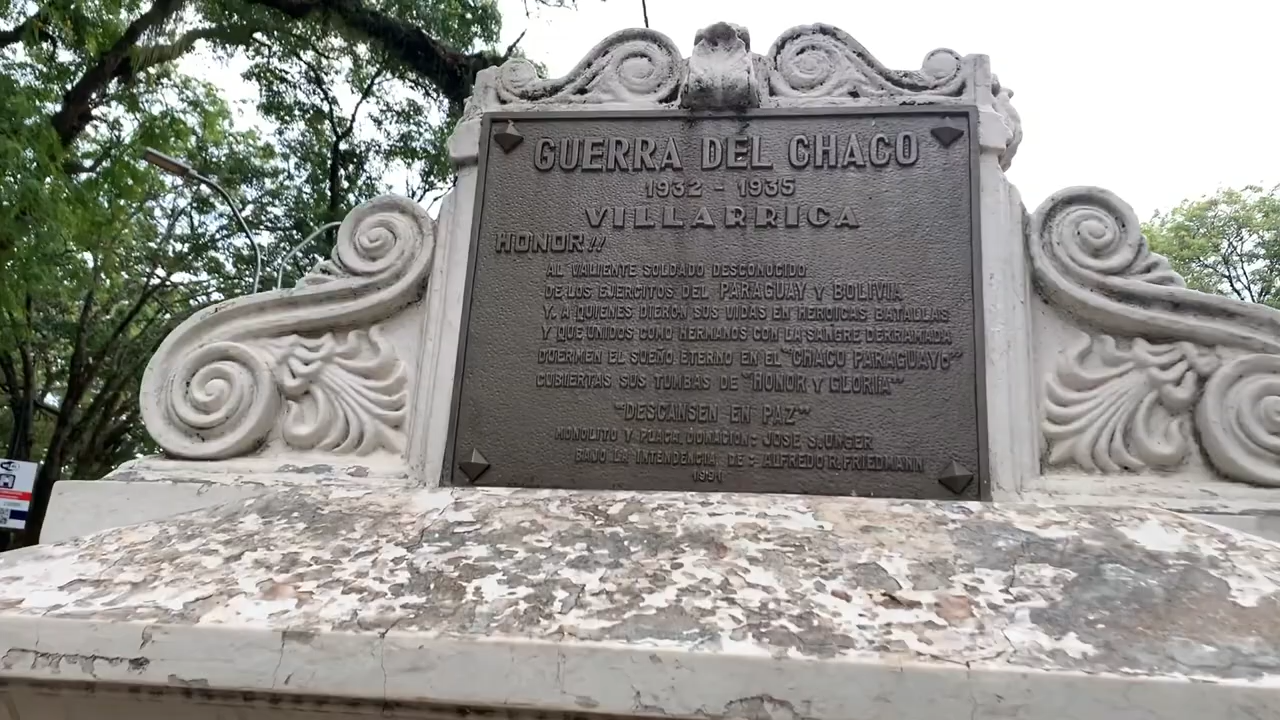 GUERRA DEL CHACO
1932 - 1935
VILLARRICA
HONOR//
AL VALIENTE SOLDADO DESCONOCIDO
DE LOS EJERCITOS DEL PARAGUAY Y BOLIVIA
Y, A QUIENES DIERON SUS VIDAS EN HEROICAS BATALLAS
Y QUE UNIDOS COMO HERMANOS CON LA SANGRE DERRAMADA
DUERMEN EL SUEÑO ETERNO EN EL "CHACO PARAGUAYO"
CUBIERTAS SUS TUMBAS DE "HONOR Y GLORIA"
"DESCANSEN EN PAZ"
MONOLITO Y PLACA, DONACION: JOSE S. UNGER
BAJO LA INTENDENCIA DE: ALFREDO R. FRIEDMANN
1991